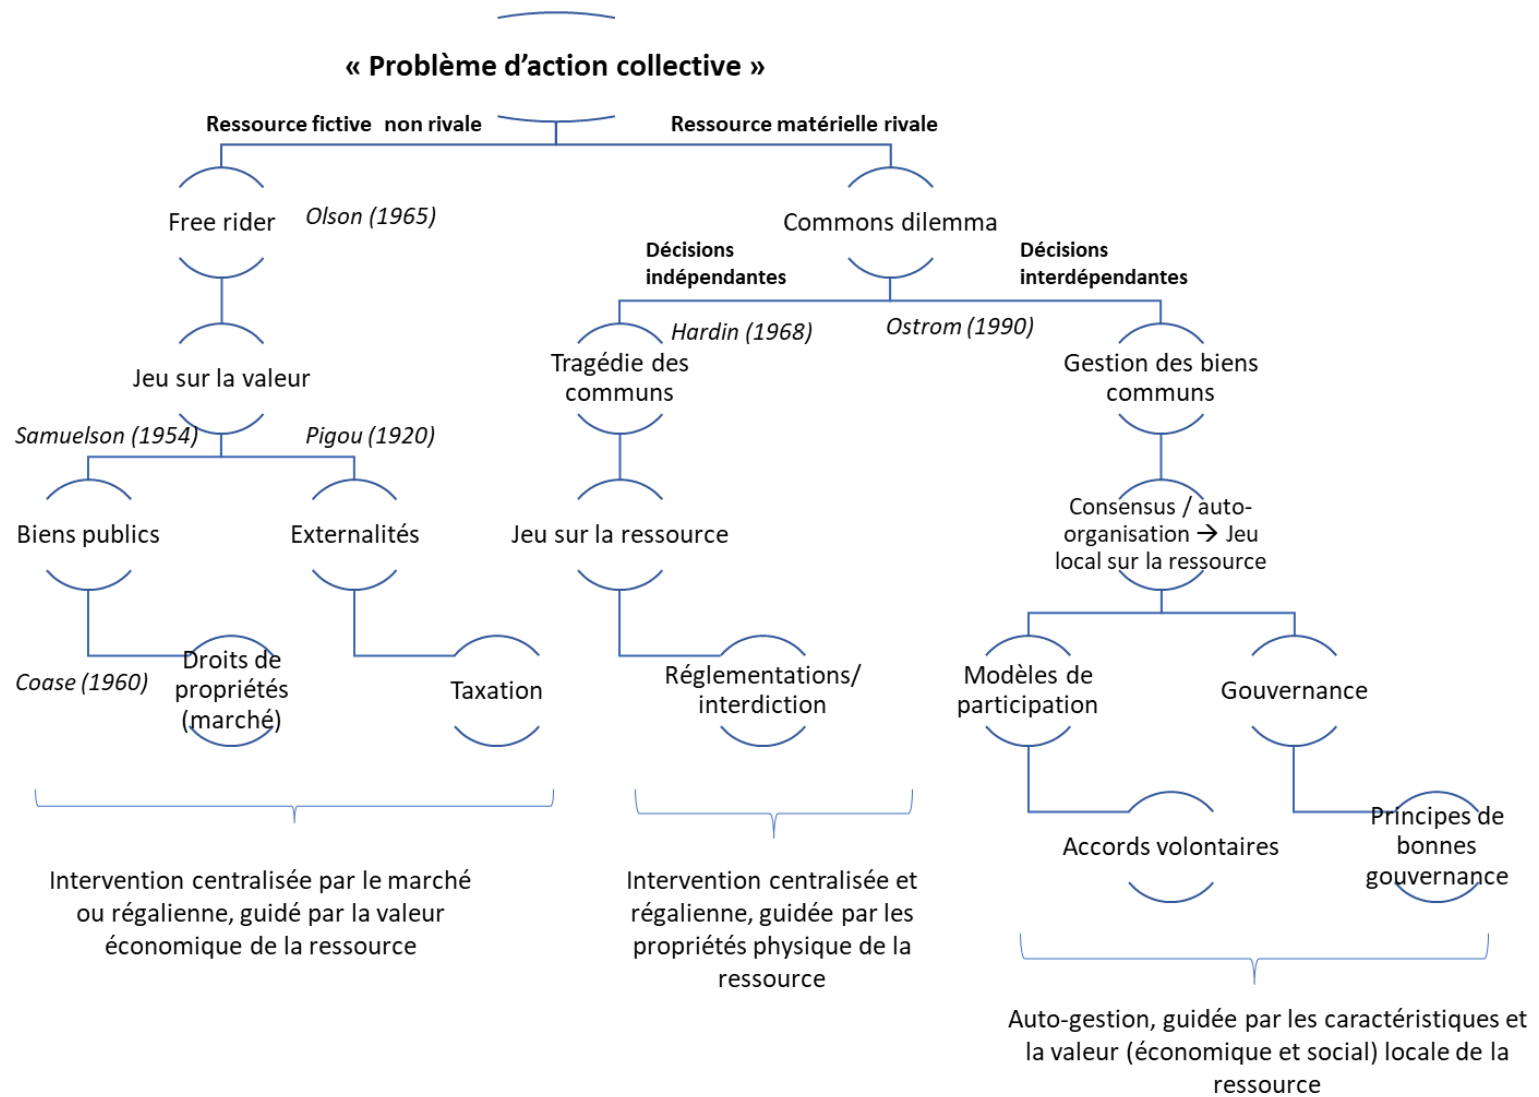 « Problème d’action collective »
Ressource fictive non rivale
Ressource matérielle rivale
Free rider
Olson (1965)
Commons dilemma
Décisions
indépendantes
Décisions
interdépendantes
Hardin (1968)
Ostrom (1990)
Jeu sur la valeur
Tragédie des
communs
Gestion des biens
communs
Samuelson (1954)
Pigou (1920)
Biens publics
Externalités
Jeu sur la ressource
Consensus / auto-
organisation → Jeu
local sur la ressource
Coase (1960)
Droits de
propriétés
(marché)
Taxation
Réglementations/
interdiction
Modèles de
participation
Gouvernance
Accords volontaires
Principes de
bonnes
gouvernance
Intervention centralisée par le marché
ou régalienne, guidé par la valeur
économique de la ressource
Intervention centralisée et
régalienne, guidée par les
propriétés physique de la
ressource
Auto-gestion, guidée par les caractéristiques et
la valeur (économique et social) locale de la
ressource